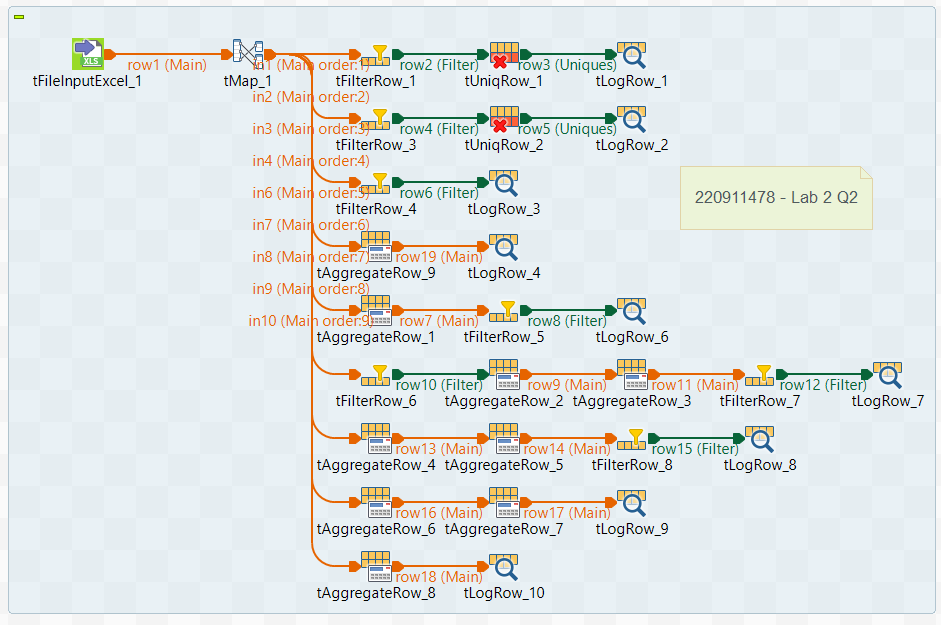 XLS
row1 (Main)
tFileInputExcel_1
tMap_1
in1 (Main order:1)
tFilterRow_1
row2 (Filter)
tUniqRow_1
row3 (Uniques)
tLogRow_1
in2 (Main order:2)
in3 (Main order:3)
tFilterRow_3
row4 (Filter)
tUniqRow_2
row5 (Uniques)
tLogRow_2
in4 (Main order:4)
in6 (Main order:5)
tFilterRow_4
row6 (Filter)
tLogRow_3
220911478 - Lab 2 Q2
in7 (Main order:6)
in8 (Main order:7)
tAggregateRow_9
row19 (Main)
tLogRow_4
in9 (Main order:8)
in10 (Main order:9)
tAggregateRow_1
row7 (Main)
tFilterRow_5
row8 (Filter)
tLogRow_6
tFilterRow_6
row10 (Filter)
tAggregateRow_2
row9 (Main)
tAggregateRow_3
row11 (Main)
tFilterRow_7
row12 (Filter)
tLogRow_7
tAggregateRow_4
row13 (Main)
tAggregateRow_5
row14 (Main)
tFilterRow_8
row15 (Filter)
tLogRow_8
tAggregateRow_6
row16 (Main)
tAggregateRow_7
row17 (Main)
tLogRow_9
tAggregateRow_8
row18 (Main)
tLogRow_10